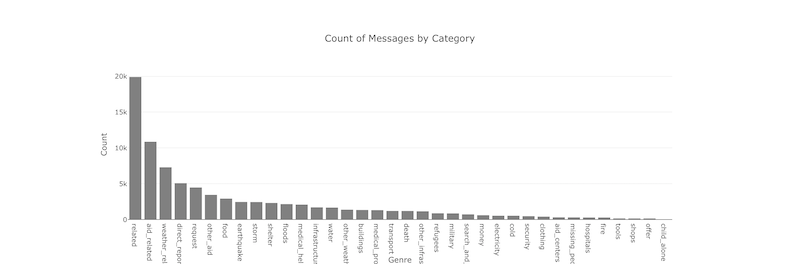 Count of Messages by Category
Count
20k
15k
10k
5k
0
related
aid_related
weather_rel
direct_repor
request
other_aid
food
earthquake
storm
shelter
floods
medical_hel
infrastructur
water
other_weath
buildings
medical_pro
transport
death
other_infras
refugees
military
search_and_
money
electricity
cold
security
clothing
aid_centers
missing_peo
hospitals
fire
tools
shops
offer
child_alone
Genre